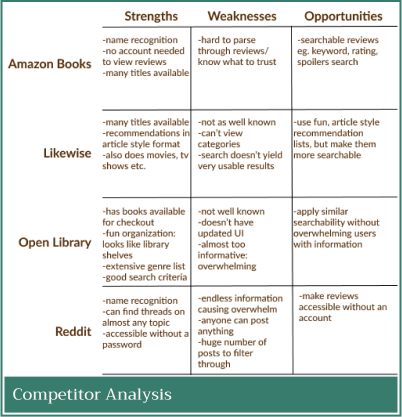 Strengths Weaknesses Opportunities
Amazon Books
-name recognition
-no account needed
to view reviews
-many titles available
-hard to parse
through reviews/
know what to trust
-searchable reviews
eg. keyword, rating,
spoilers search
Likewise
-many titles available
-recommendations in
article style format
-also does movies, tv
shows etc.
-not as well known
-can't view
categories
-search doesn't yield
very usable results
-use fun, article style
recommendation
lists, but make them
more searchable
Open Library
-has books available
for checkout
-fun organization:
looks like library
shelves
-extensive genre list
-good search criteria
-not well known
-doesn't have
updated UI
-almost too
informative:
overwhelming
-apply similar
searchability without
overwhelming users
with information
Reddit
-name recognition
-can find threads on
almost any topic
-accessible without a
password
-endless information
causing overwhelm
-anyone can post
anything
-huge number of
posts to filter
through
-make reviews
accessible without an
account
Competitor Analysis